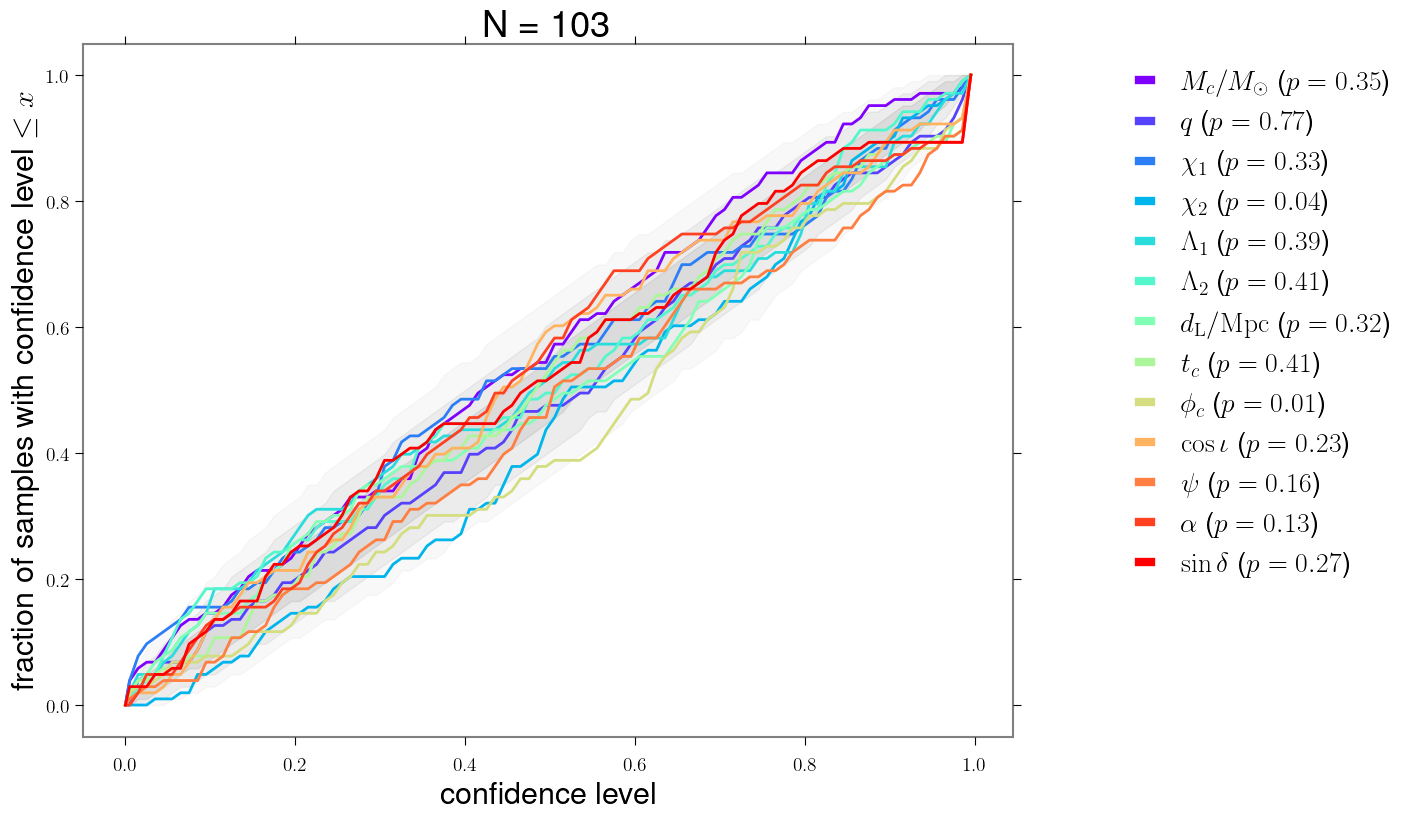 N = 103
fraction of samples with confidence level ≤ x
1.0
0.8
0.6
0.4
0.2
0.0
0.0 0.2 0.4 0.6 0.8 1.0
confidence level
M_c/M_⊙ (p = 0.35)
q (p = 0.77)
χ_1 (p = 0.33)
χ_2 (p = 0.04)
Λ_1 (p = 0.39)
Λ_2 (p = 0.41)
d_L/Mpc (p = 0.32)
t_c (p = 0.41)
ϕ_c (p = 0.01)
cos ι (p = 0.23)
ψ (p = 0.16)
α (p = 0.13)
sin δ (p = 0.27)